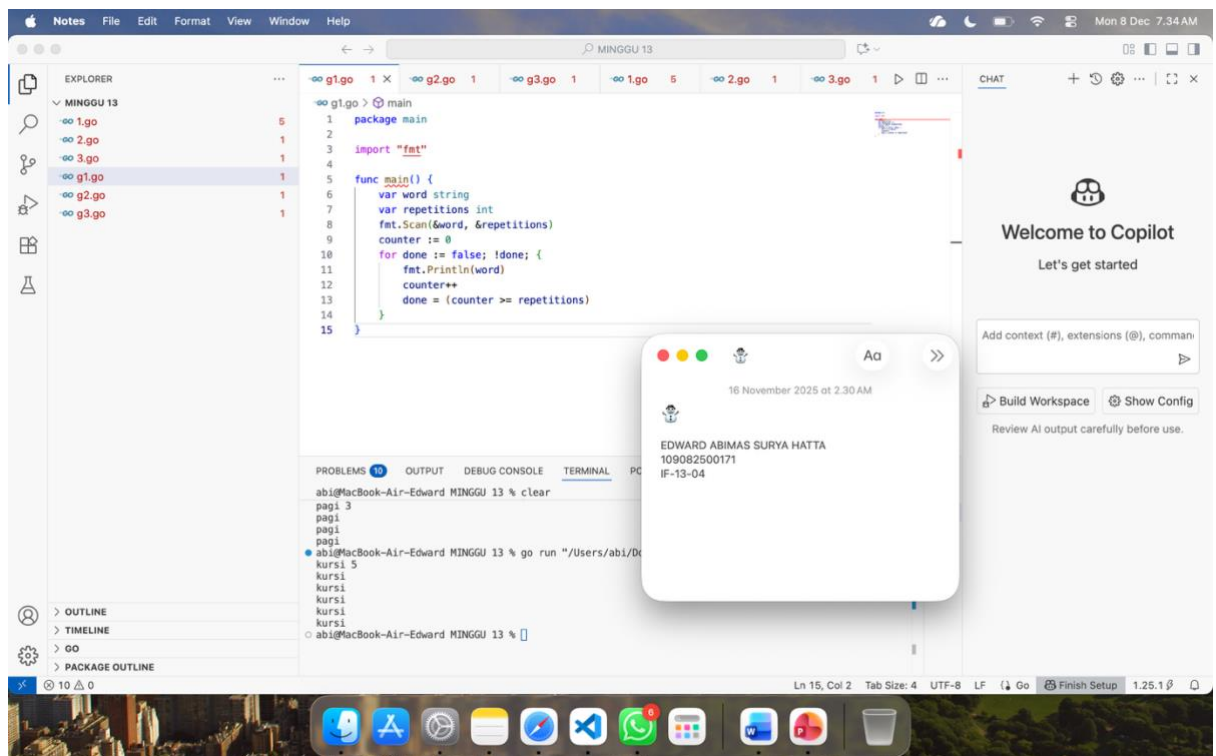 Notes File Edit Format View Window Help
Mon 8 Dec 7.34 AM
MINGGU 13
EXPLORER
MINGGU 13
1.go 5
2.go 1
3.go 1
g1.go 1
g2.go 1
g3.go 1
OUTLINE
TIMELINE
GO
PACKAGE OUTLINE
g1.go 1 g2.go 1 g3.go 1 1.go 5 2.go 1 3.go 1
g1.go > main
1 package main
2
3 import "fmt"
4
5 func main() {
6 var word string
7 var repetitions int
8 fmt.Scan(&word, &repetitions)
9 counter := 0
10 for done := false; !done; {
11 fmt.Println(word)
12 counter++
13 done = (counter >= repetitions)
14 }
15 }
PROBLEMS 10 OUTPUT DEBUG CONSOLE TERMINAL PO
abi@MacBook-Air-Edward MINGGU 13 % clear
pagi 3
pagi
pagi
pagi
abi@MacBook-Air-Edward MINGGU 13 % go run "/Users/abi/Do
kursi 5
kursi
kursi
kursi
kursi
kursi
abi@MacBook-Air-Edward MINGGU 13 %
Aa
16 November 2025 at 2.30 AM
EDWARD ABIMAS SURYA HATTA
109082500171
IF-13-04
CHAT
Welcome to Copilot
Let's get started
Add context (#), extensions (@), comman
Build Workspace Show Config
Review AI output carefully before use.
10 0
Ln 15, Col 2 Tab Size: 4 UTF-8 LF Go Finish Setup 1.25.1
6